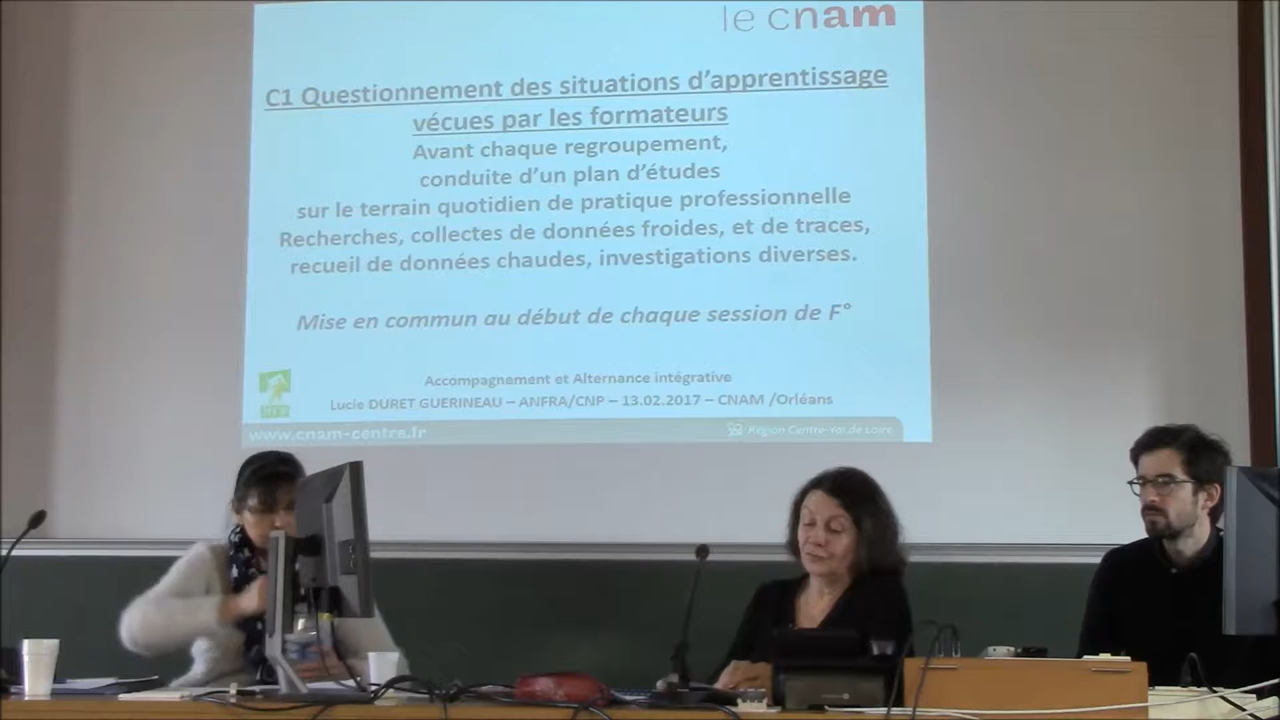 le cnam
C1 Questionnement des situations d'apprentissage
vécues par les formateurs
Avant chaque regroupement,
conduite d'un plan d'études
sur le terrain quotidien de pratique professionnelle
Recherches, collectes de données froides, et de traces,
recueil de données chaudes, investigations diverses.
Mise en commun au début de chaque session de F°
Accompagnement et Alternance intégrative
Lucie DURET GUERINEAU – ANFRA/CNP – 13.02.2017 – CNAM /Orléans
www.cnam-centre.fr
Région Centre-Val de Loire